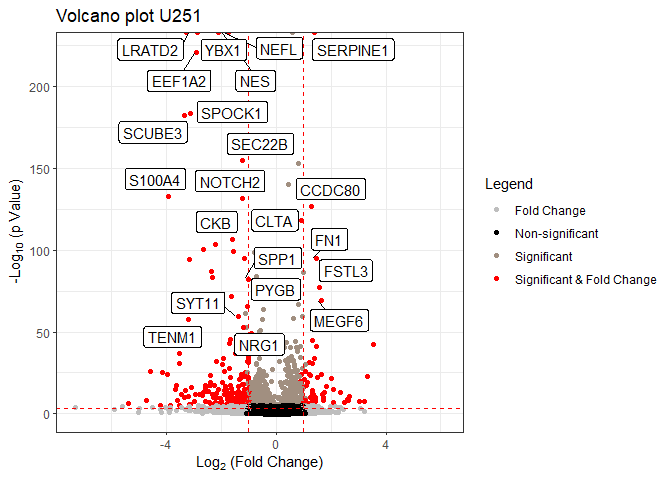 Volcano plot U251
LRATD2
YBX1
NEFL
SERPINE1
EEF1A2
NES
SPOCK1
SCUBE3
SEC22B
S100A4
NOTCH2
CCDC80
CKB
CLTA
FN1
SPP1
FSTL3
PYGB
SYT11
MEGF6
TENM1
NRG1
200
150
100
50
0
-4
0
4
-Log10 (p Value)
Log2 (Fold Change)
Legend
Fold Change
Non-significant
Significant
Significant & Fold Change